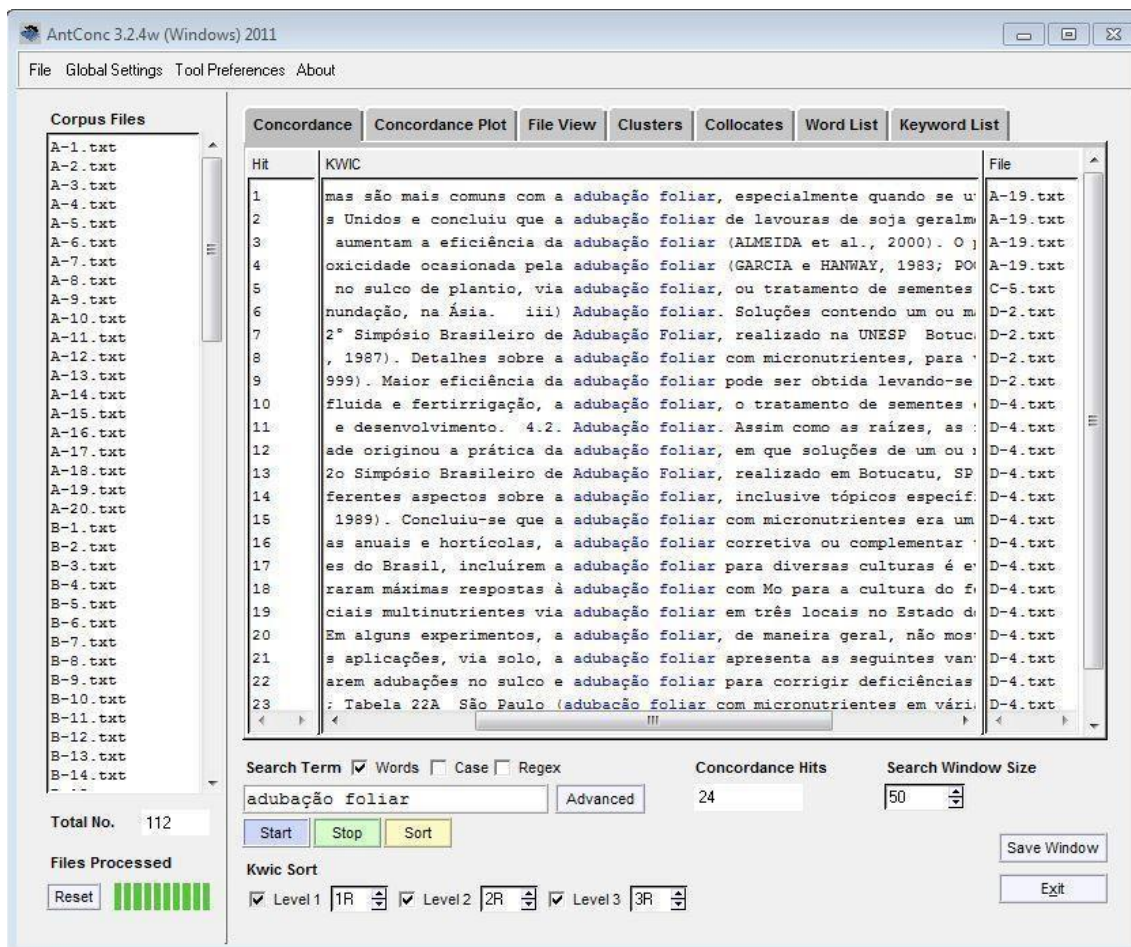 AntConc 3.2.4w (Windows) 2011
File Global Settings Tool Preferences About
Corpus Files
A-1.txt
A-2.txt
A-3.txt
A-4.txt
A-5.txt
A-6.txt
A-7.txt
A-8.txt
A-9.txt
A-10.txt
A-11.txt
A-12.txt
A-13.txt
A-14.txt
A-15.txt
A-16.txt
A-17.txt
A-18.txt
A-19.txt
A-20.txt
B-1.txt
B-2.txt
B-3.txt
B-4.txt
B-5.txt
B-6.txt
B-7.txt
B-8.txt
B-9.txt
B-10.txt
B-11.txt
B-12.txt
B-13.txt
B-14.txt
Total No. 112
Files Processed
Reset
Concordance Concordance Plot File View Clusters Collocates Word List Keyword List
Hit KWIC File
1 mas são mais comuns com a adubação foliar, especialmente quando se u A-19.txt
2 s Unidos e concluiu que a adubação foliar de lavouras de soja geralm A-19.txt
3 aumentam a eficiência da adubação foliar (ALMEIDA et al., 2000). O A-19.txt
4 oxicidade ocasionada pela adubação foliar (GARCIA e HANWAY, 1983; A-19.txt
5 no sulco de plantio, via adubação foliar, ou tratamento de sementes C-5.txt
6 nundação, na Ásia. iii) Adubação foliar. Soluções contendo um ou m D-2.txt
7 2° Simpósio Brasileiro de Adubação Foliar, realizado na UNESP Botuc D-2.txt
8 , 1987). Detalhes sobre a adubação foliar com micronutrientes, para D-2.txt
9 999). Maior eficiência da adubação foliar pode ser obtida levando-se D-2.txt
10 fluida e fertirrigação, a adubação foliar, o tratamento de sementes D-4.txt
11 e desenvolvimento. 4.2. Adubação Foliar. Assim como as raízes, as D-4.txt
12 ade originou a prática da adubação foliar, em que soluções de um ou D-4.txt
13 2o Simpósio Brasileiro de Adubação Foliar, realizado em Botucatu, SP D-4.txt
14 ferentes aspectos sobre a adubação foliar, inclusive tópicos específ D-4.txt
15 1989). Concluiu-se que a adubação foliar com micronutrientes era um D-4.txt
16 as anuais e hortícolas, a adubação foliar corretiva ou complementar D-4.txt
17 es do Brasil, incluírem a adubação foliar para diversas culturas é e D-4.txt
18 raram máximas respostas à adubação foliar com Mo para a cultura do f D-4.txt
19 ciais multinutrientes via adubação foliar em três locais no Estado d D-4.txt
20 Em alguns experimentos, a adubação foliar, de maneira geral, não mos D-4.txt
21 s aplicações, via solo, a adubação foliar apresenta as seguintes van D-4.txt
22 arem adubações no sulco e adubação foliar para corrigir deficiências D-4.txt
23 ; Tabela 22A São Paulo (adubação foliar com micronutrientes em vári D-4.txt
Search Term Words Case Regex Concordance Hits Search Window Size
adubação foliar Advanced 24 50
Start Stop Sort
Save Window
Kwic Sort
Exit
Level 1 1R Level 2 2R Level 3 3R